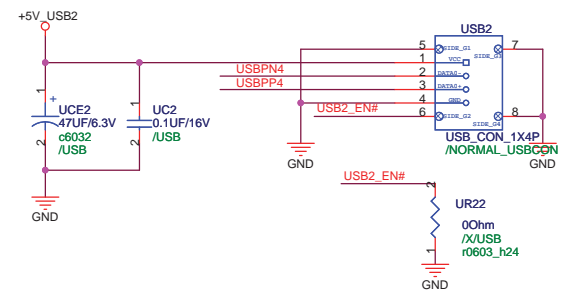 +5V_USB2
USB2
5
SIDE_G1
SIDE_G3
7
1
VCC
USBPN4
2
DATA0-
USBPP4
3
DATA0+
4
GND
USB2_EN#
6
SIDE_G2
SIDE_G4
8
USB_CON_1X4P
/NORMAL_USBCON
GND
GND
1
+
UCE2
47UF/6.3V
c6032
/USB
2
1
UC2
0.1UF/16V
/USB
2
GND
USB2_EN#
2
UR22
0Ohm
/X/USB
r0603_h24
1
GND